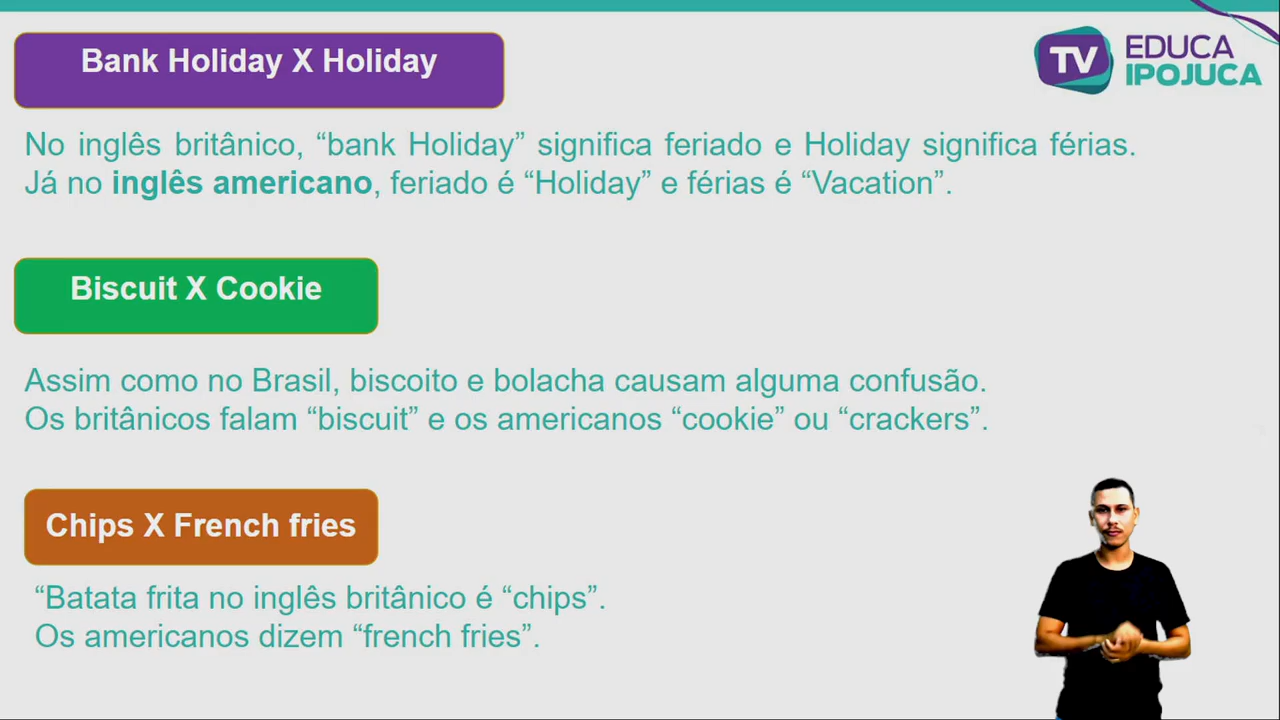 Bank Holiday X Holiday
TV EDUCA
IPOJUCA
No inglês britânico, “bank Holiday” significa feriado e Holiday significa férias.
Já no inglês americano, feriado é “Holiday” e férias é “Vacation”.
Biscuit X Cookie
Assim como no Brasil, biscoito e bolacha causam alguma confusão.
Os britânicos falam “biscuit” e os americanos “cookie” ou “crackers”.
Chips X French fries
“Batata frita no inglês britânico é “chips”.
Os americanos dizem “french fries”.